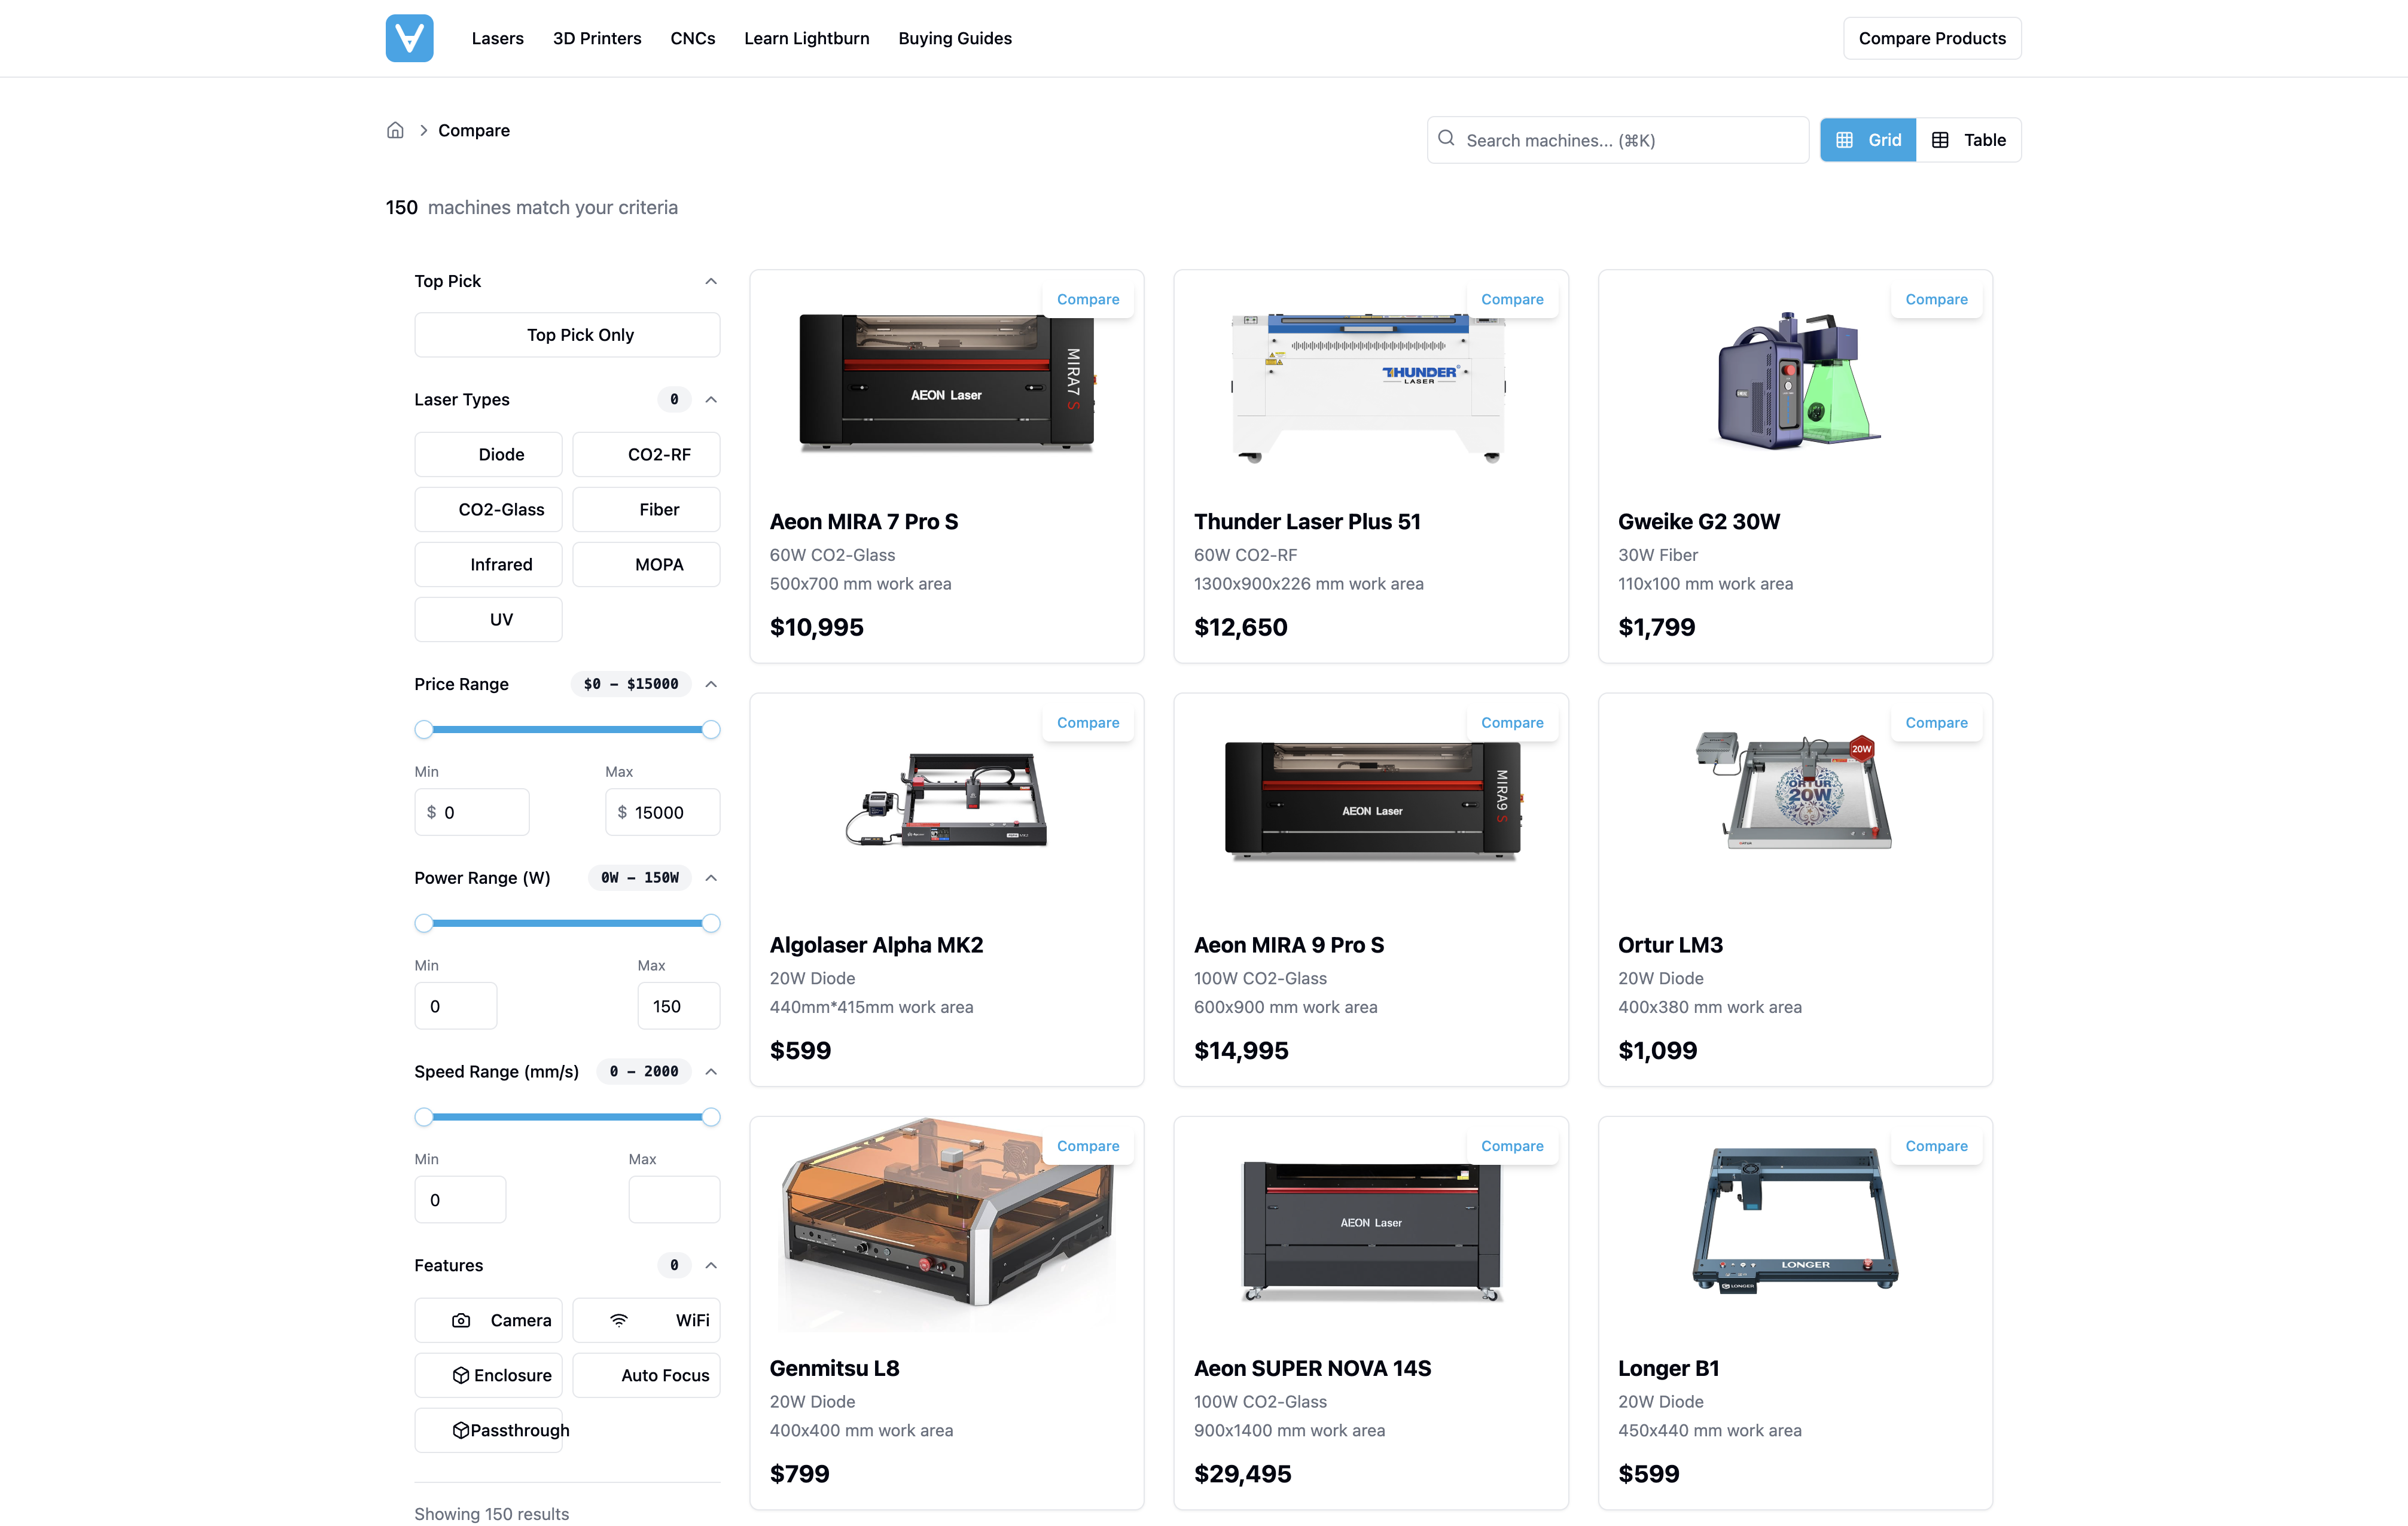 Lasers 3D Printers CNCs Learn Lightburn Buying Guides Compare Products
Compare
Search machines... (⌘K)
Grid Table
150 machines match your criteria
Top Pick
Top Pick Only
Laser Types 0
Diode CO2-RF
CO2-Glass Fiber
Infrared MOPA
UV
Price Range $0 – $15000
Min Max
$ 0 $ 15000
Power Range (W) 0W – 150W
Min Max
0 150
Speed Range (mm/s) 0 – 2000
Min Max
0
Features 0
Camera WiFi
Enclosure Auto Focus
Passthrough
Showing 150 results
Compare
AEON Laser
MIRA7 S
Aeon MIRA 7 Pro S
60W CO2-Glass
500x700 mm work area
$10,995
Compare
THUNDER
LASER
Thunder Laser Plus 51
60W CO2-RF
1300x900x226 mm work area
$12,650
Compare
Gweike G2 30W
30W Fiber
110x100 mm work area
$1,799
Compare
Algolaser Alpha MK2
20W Diode
440mm*415mm work area
$599
Compare
AEON Laser
MIRA9 S
Aeon MIRA 9 Pro S
100W CO2-Glass
600x900 mm work area
$14,995
Compare
20W
ORTUR
20W
Ortur LM3
20W Diode
400x380 mm work area
$1,099
Compare
Genmitsu L8
20W Diode
400x400 mm work area
$799
Compare
AEON Laser
Aeon SUPER NOVA 14S
100W CO2-Glass
900x1400 mm work area
$29,495
Compare
LONGER
LONGER
Longer B1
20W Diode
450x440 mm work area
$599